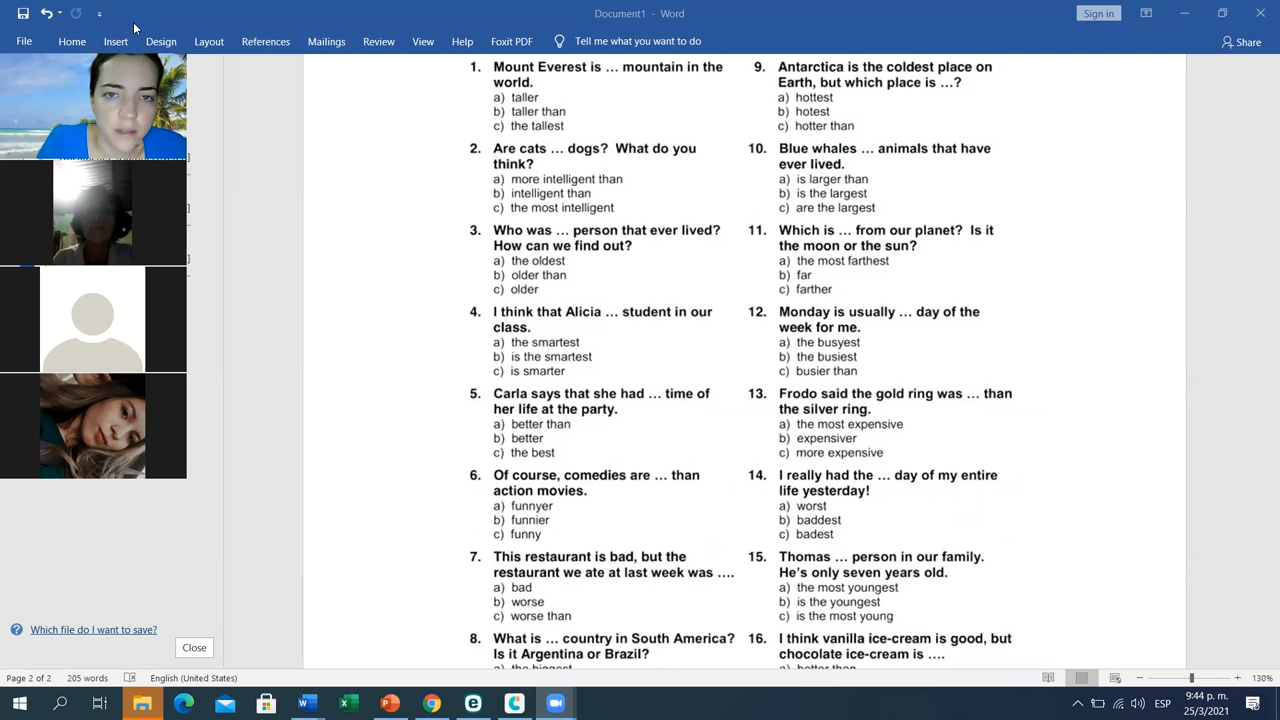 Document1 - Word
Sign in
File
Home
Insert
Design
Layout
References
Mailings
Review
View
Help
Foxit PDF
Tell me what you want to do
Share
1. Mount Everest is … mountain in the
world.
a) taller
b) taller than
c) the tallest
2. Are cats … dogs? What do you
think?
a) more intelligent than
b) intelligent than
c) the most intelligent
3. Who was … person that ever lived?
How can we find out?
a) the oldest
b) older than
c) older
4. I think that Alicia … student in our
class.
a) the smartest
b) is the smartest
c) is smarter
5. Carla says that she had … time of
her life at the party.
a) better than
b) better
c) the best
6. Of course, comedies are … than
action movies.
a) funnyer
b) funnier
c) funny
7. This restaurant is bad, but the
restaurant we ate at last week was ….
a) bad
b) worse
c) worse than
8. What is … country in South America?
Is it Argentina or Brazil?
a) the biggest
9. Antarctica is the coldest place on
Earth, but which place is …?
a) hottest
b) hotest
c) hotter than
10. Blue whales … animals that have
ever lived.
a) is larger than
b) is the largest
c) are the largest
11. Which is … from our planet? Is it
the moon or the sun?
a) the most farthest
b) far
c) farther
12. Monday is usually … day of the
week for me.
a) the busyest
b) the busiest
c) busier than
13. Frodo said the gold ring was … than
the silver ring.
a) the most expensive
b) expensiver
c) more expensive
14. I really had the … day of my entire
life yesterday!
a) worst
b) baddest
c) badest
15. Thomas … person in our family.
He's only seven years old.
a) the most youngest
b) is the youngest
c) is the most young
16. I think vanilla ice-cream is good, but
chocolate ice-cream is ….
a) better than
Which file do I want to save?
Close
Page 2 of 2
205 words
English (United States)
130%
ESP
9:44 p. m.
25/3/2021